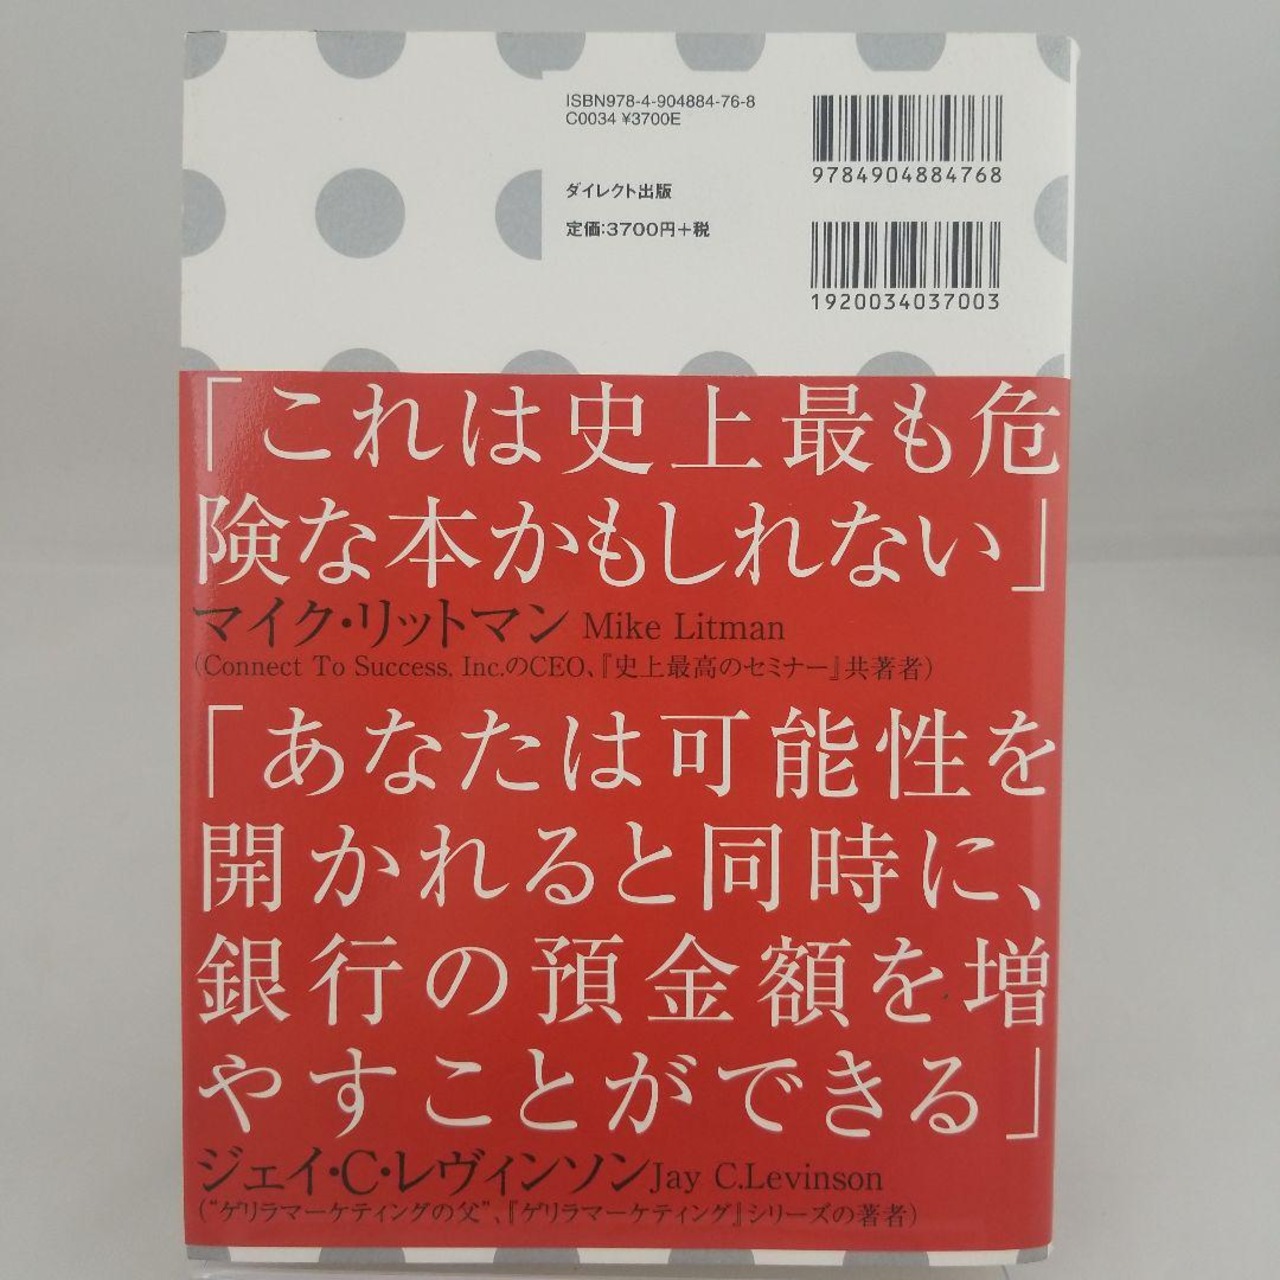 ISBN978-4-904884-76-8
C0034 ¥3700E
9784904884768
ダイレクト出版
定価:3700円+税
1920034037003
「これは史上最も危
険な本かもしれない」
マイク・リットマン Mike Litman
(Connect To Success, Inc.のCEO、『史上最高のセミナー』共著者)
「あなたは可能性を
開かれると同時に、
銀行の預金額を増
やすことができる」
ジェイ・C・レヴィンソン Jay C.Levinson
(“ゲリラマーケティングの父”、『ゲリラマーケティング』シリーズの著者)